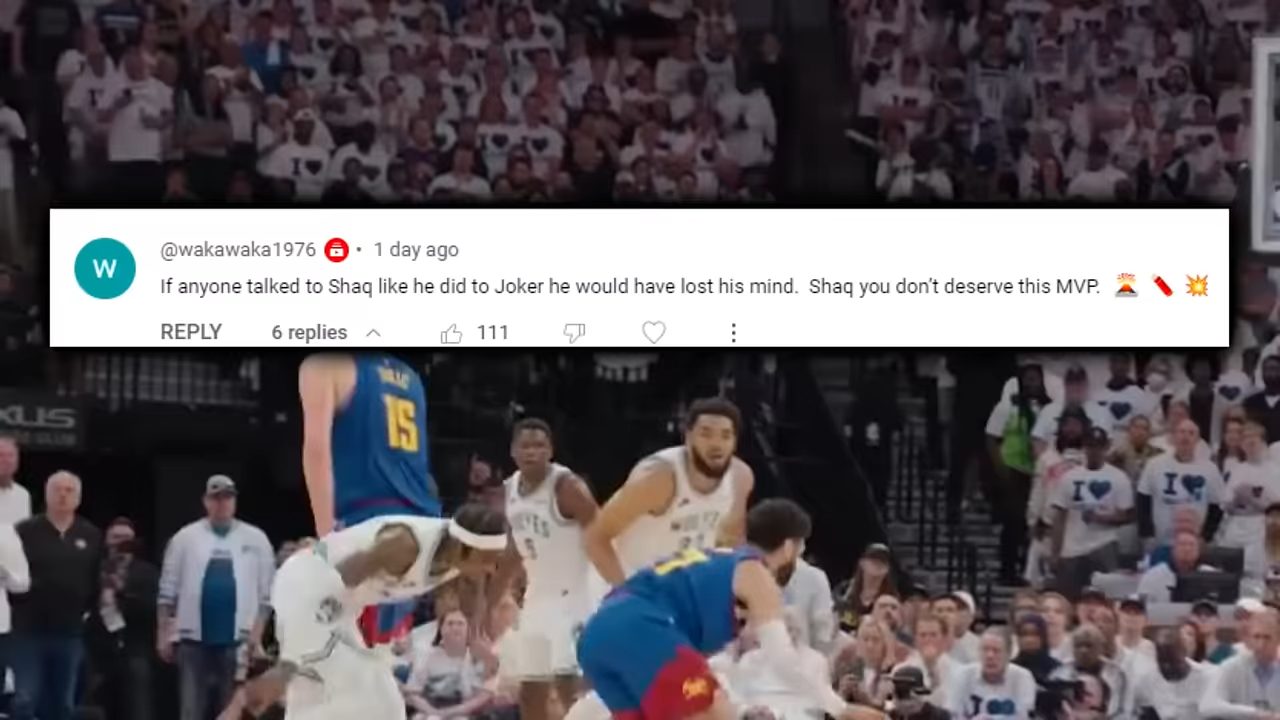 @wakawaka1976 • 1 day ago
If anyone talked to Shaq like he did to Joker he would have lost his mind.  Shaq you don't deserve this MVP. 🌋 🧨 💥
W
REPLY 6 replies 111
15
I
I
I